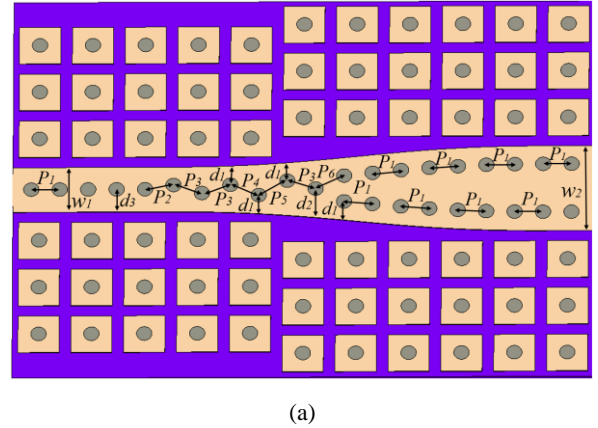 d₁ d₁ P₃ P₆ P₁ P₁ P₁ P₁
P₁ w₁ d₃ P₂ P₃ P₃ P₄ P₅ P₁ w₂
d₁ d₂ d₁ P₁ P₁ P₁
(a)